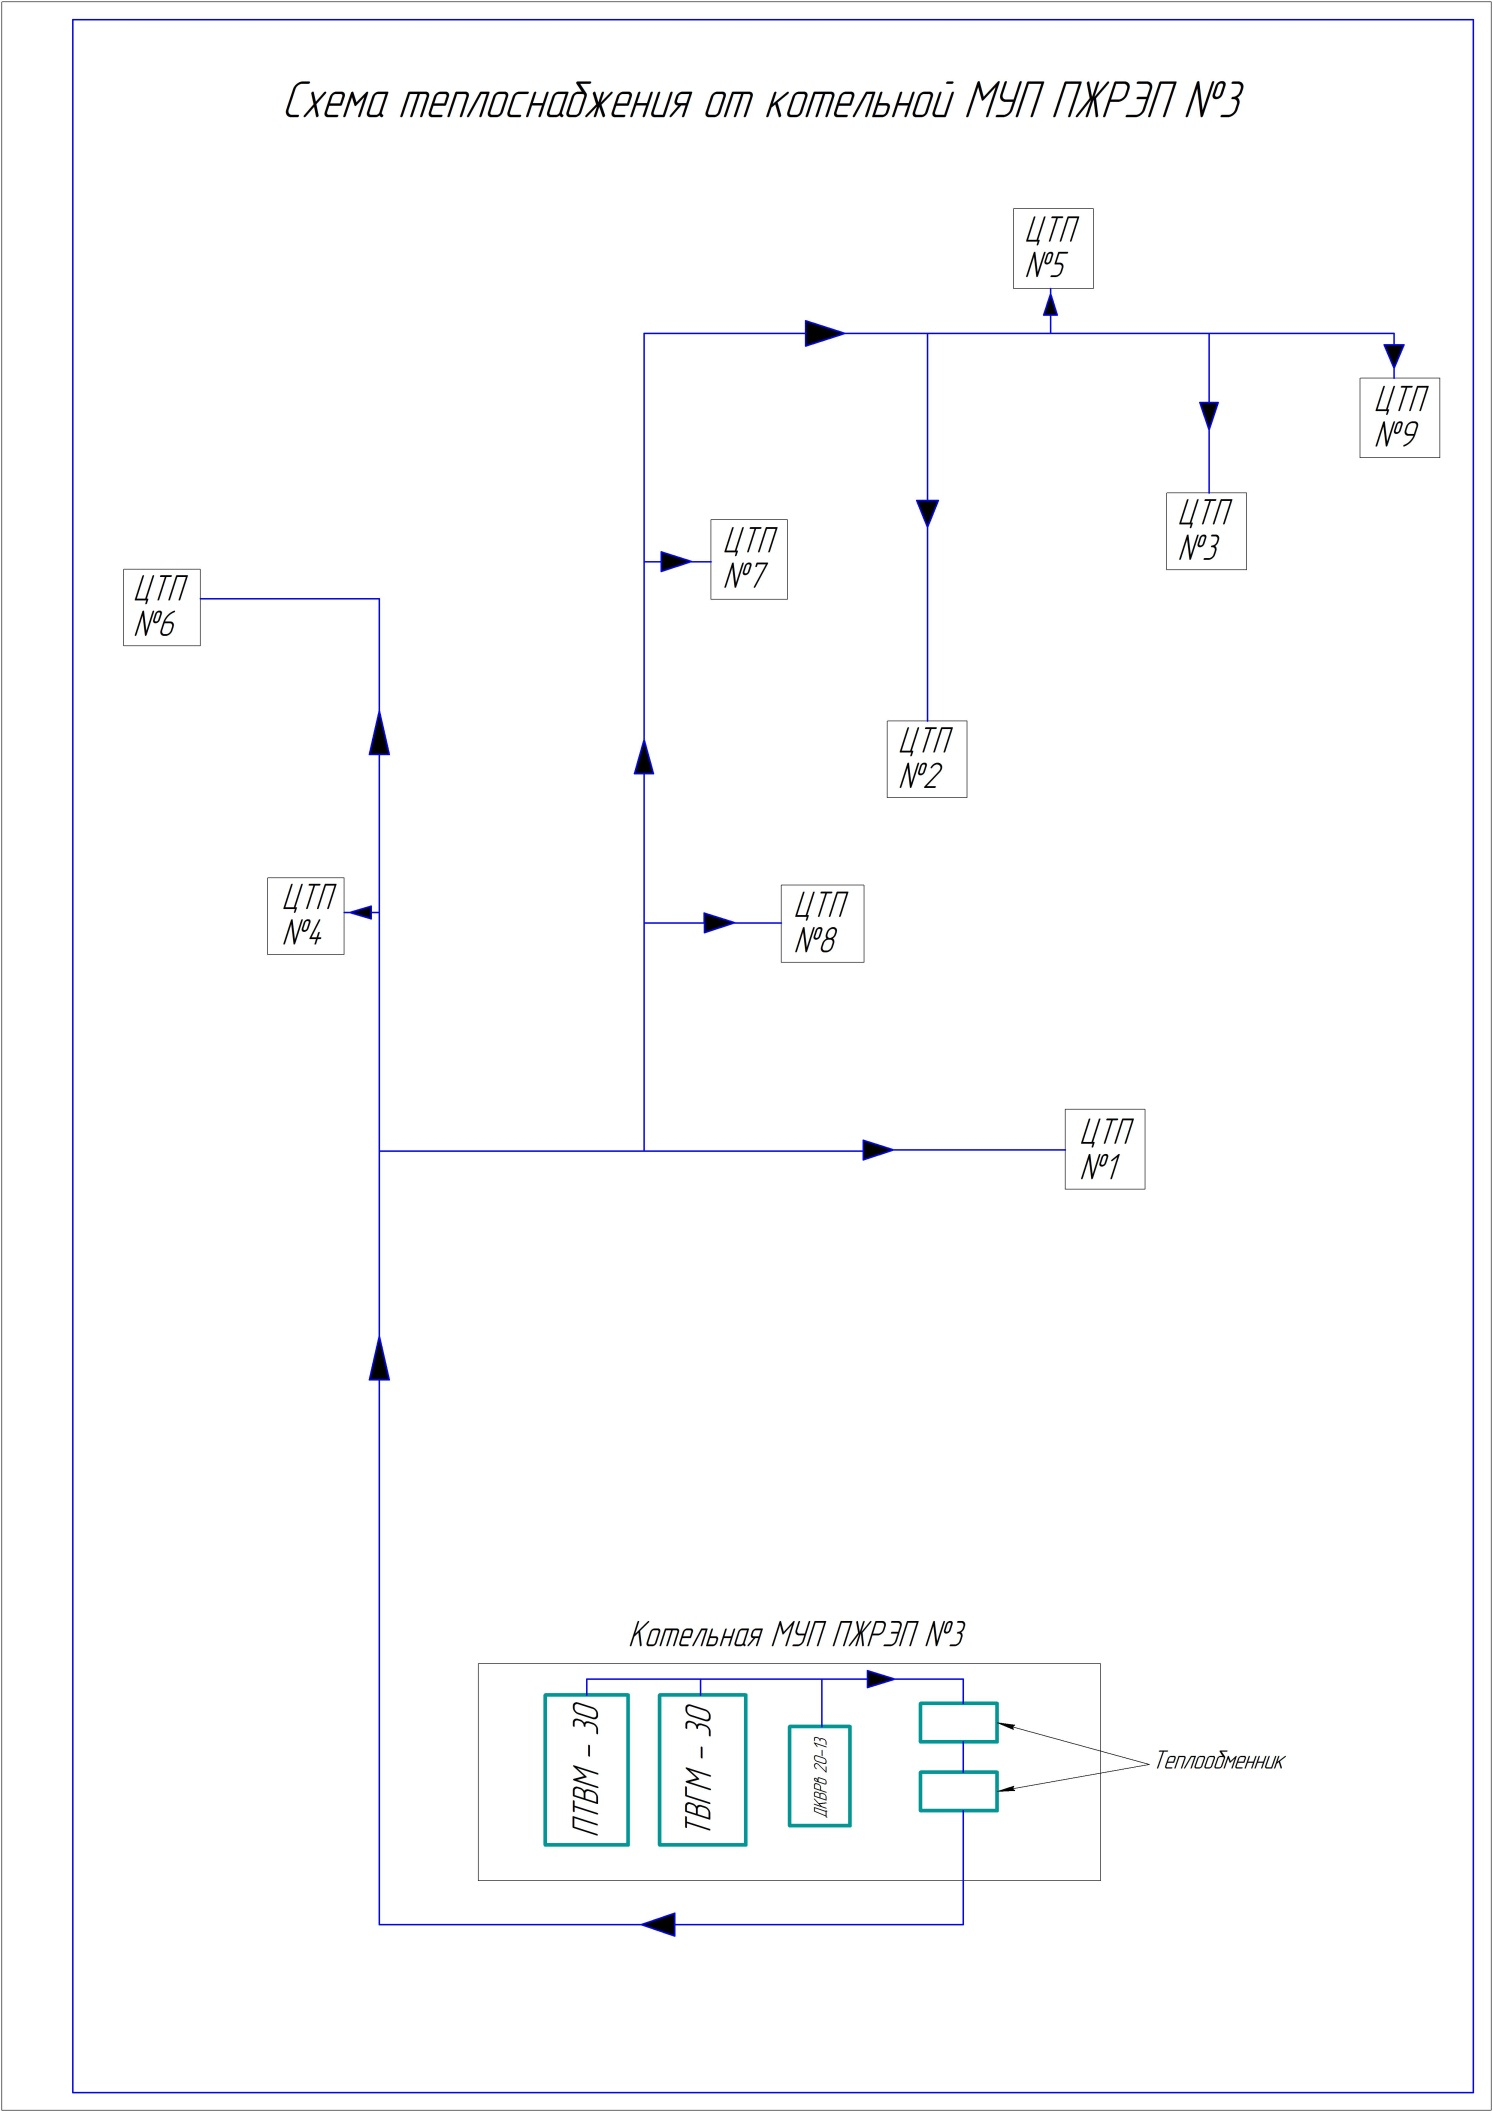 Схема теплоснабжения от котельной МУП ПЖРЭП №3
ЦТП
№5
ЦТП
№9
ЦТП
№3
ЦТП
№7
ЦТП
№6
ЦТП
№2
ЦТП
№4
ЦТП
№8
ЦТП
№1
Котельная МУП ПЖРЭП №3
ПТВМ - 30
ТВГМ - 30
ДКВРв 20-13
Теплообменник